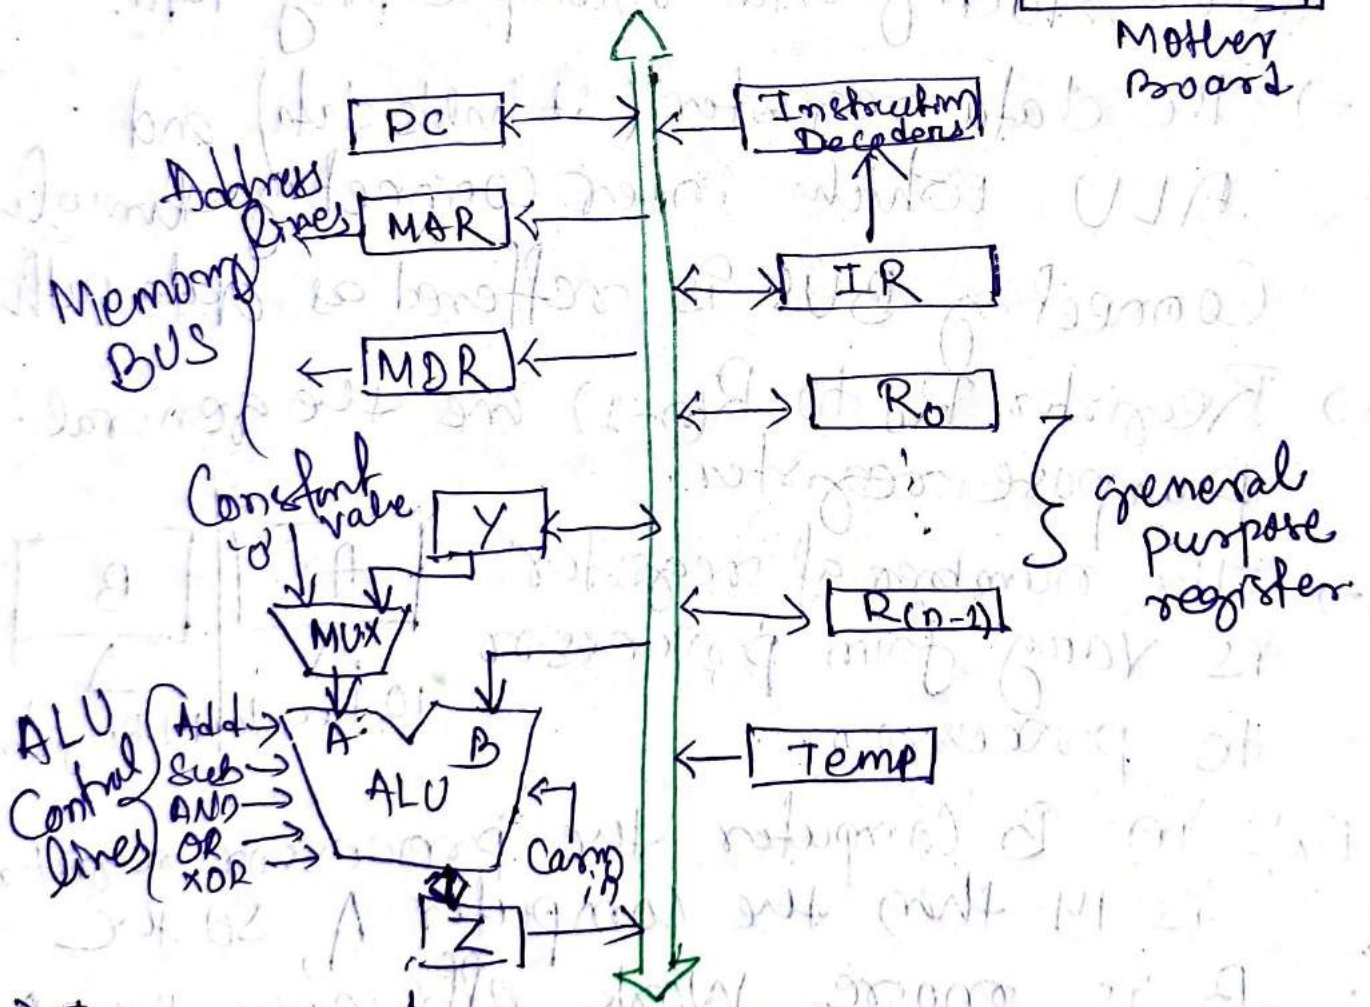 Mother
Board
PC
Instruction
Decoders
Address
lines
MAR
IR
Memory
BUS
MDR
R0
Constant
value
'0'
Y
general
purpose
register
MUX
R(n-1)
ALU
Control
lines
Add
Sub
AND
OR
XOR
A
B
ALU
Carry
in
Temp
Z